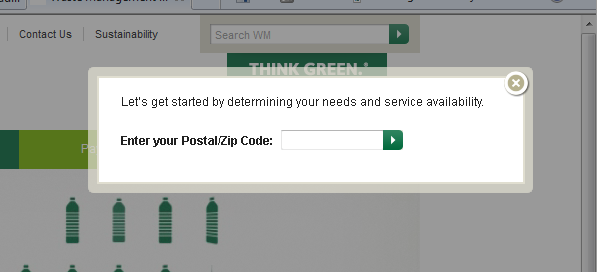 Contact Us
Sustainability
Search WM
THINK GREEN.®
Let's get started by determining your needs and service availability.
Enter your Postal/Zip Code:
Pa